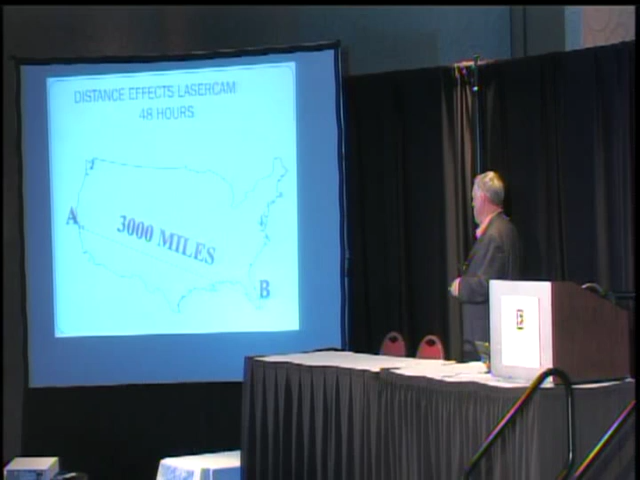 DISTANCE EFFECTS LASERCAM
48 HOURS
A
3000 MILES
B